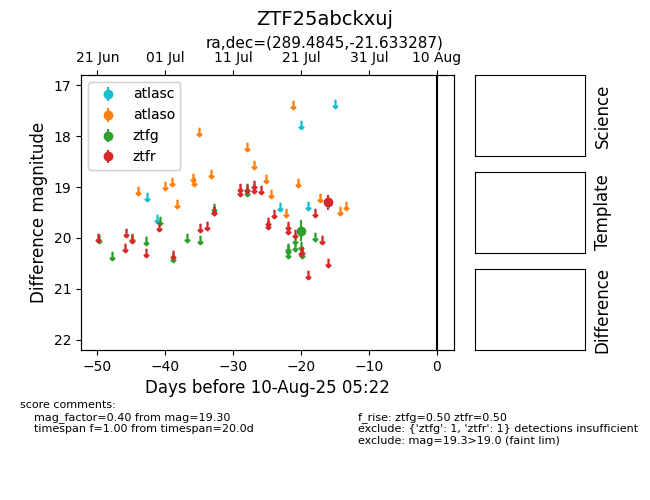 ZTF25abckxuj
ra,dec=(289.4845,-21.633287)
21 Jun 01 Jul 11 Jul 21 Jul 31 Jul 10 Aug
atlasc
atlaso
ztfg
ztfr
17
18
19
20
21
22
Difference magnitude
−50 −40 −30 −20 −10 0
Days before 10-Aug-25 05:22
Science
Template
Difference
score comments:
mag_factor=0.40 from mag=19.30
timespan f=1.00 from timespan=20.0d
f_rise: ztfg=0.50 ztfr=0.50
exclude: {'ztfg': 1, 'ztfr': 1} detections insufficient
exclude: mag=19.3>19.0 (faint lim)